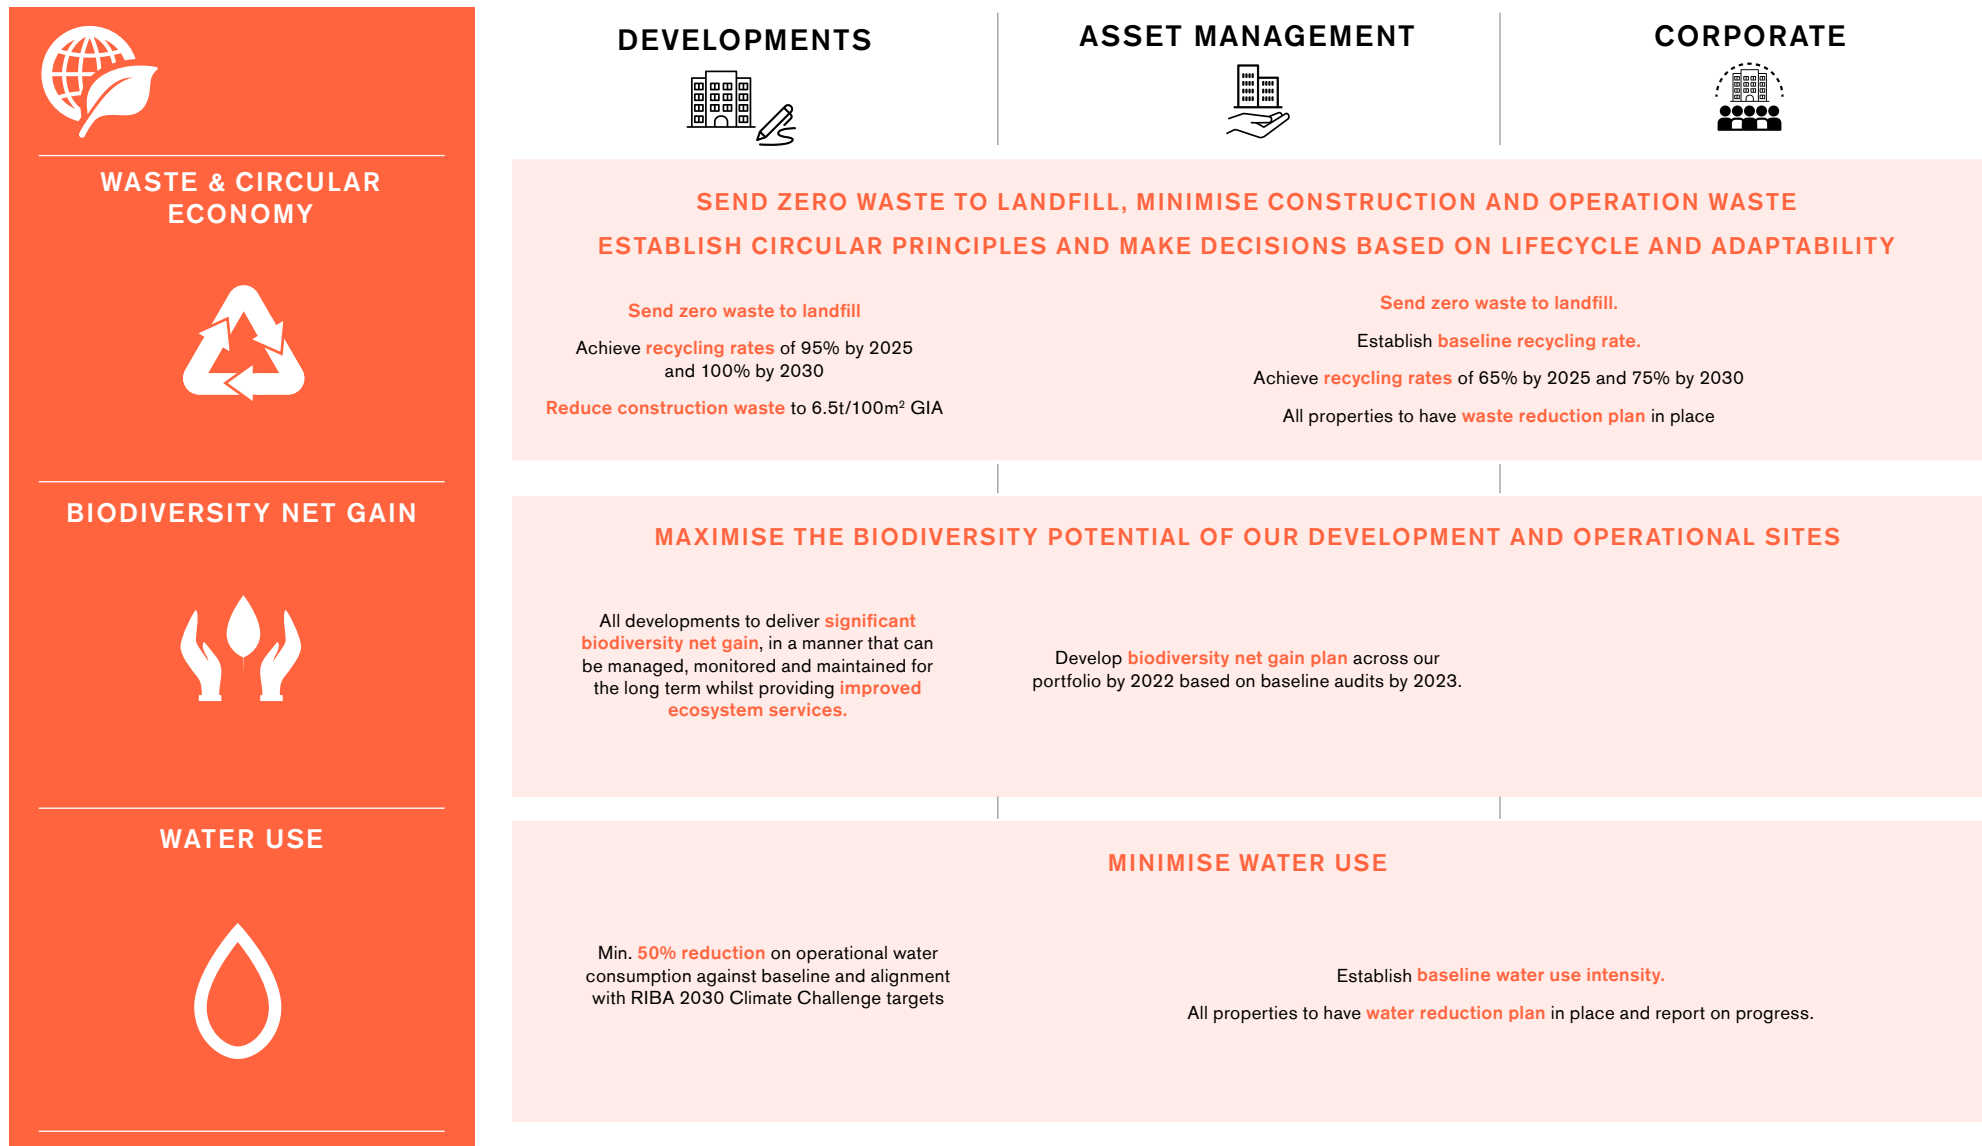 DEVELOPMENTS
ASSET MANAGEMENT
CORPORATE
WASTE & CIRCULAR
ECONOMY
SEND ZERO WASTE TO LANDFILL, MINIMISE CONSTRUCTION AND OPERATION WASTE
ESTABLISH CIRCULAR PRINCIPLES AND MAKE DECISIONS BASED ON LIFECYCLE AND ADAPTABILITY
Send zero waste to landfill
Achieve recycling rates of 95% by 2025
and 100% by 2030
Reduce construction waste to 6.5t/100m² GIA
Send zero waste to landfill.
Establish baseline recycling rate.
Achieve recycling rates of 65% by 2025 and 75% by 2030
All properties to have waste reduction plan in place
BIODIVERSITY NET GAIN
MAXIMISE THE BIODIVERSITY POTENTIAL OF OUR DEVELOPMENT AND OPERATIONAL SITES
All developments to deliver significant
biodiversity net gain, in a manner that can
be managed, monitored and maintained for
the long term whilst providing improved
ecosystem services.
Develop biodiversity net gain plan across our
portfolio by 2022 based on baseline audits by 2023.
WATER USE
MINIMISE WATER USE
Min. 50% reduction on operational water
consumption against baseline and alignment
with RIBA 2030 Climate Challenge targets
Establish baseline water use intensity.
All properties to have water reduction plan in place and report on progress.